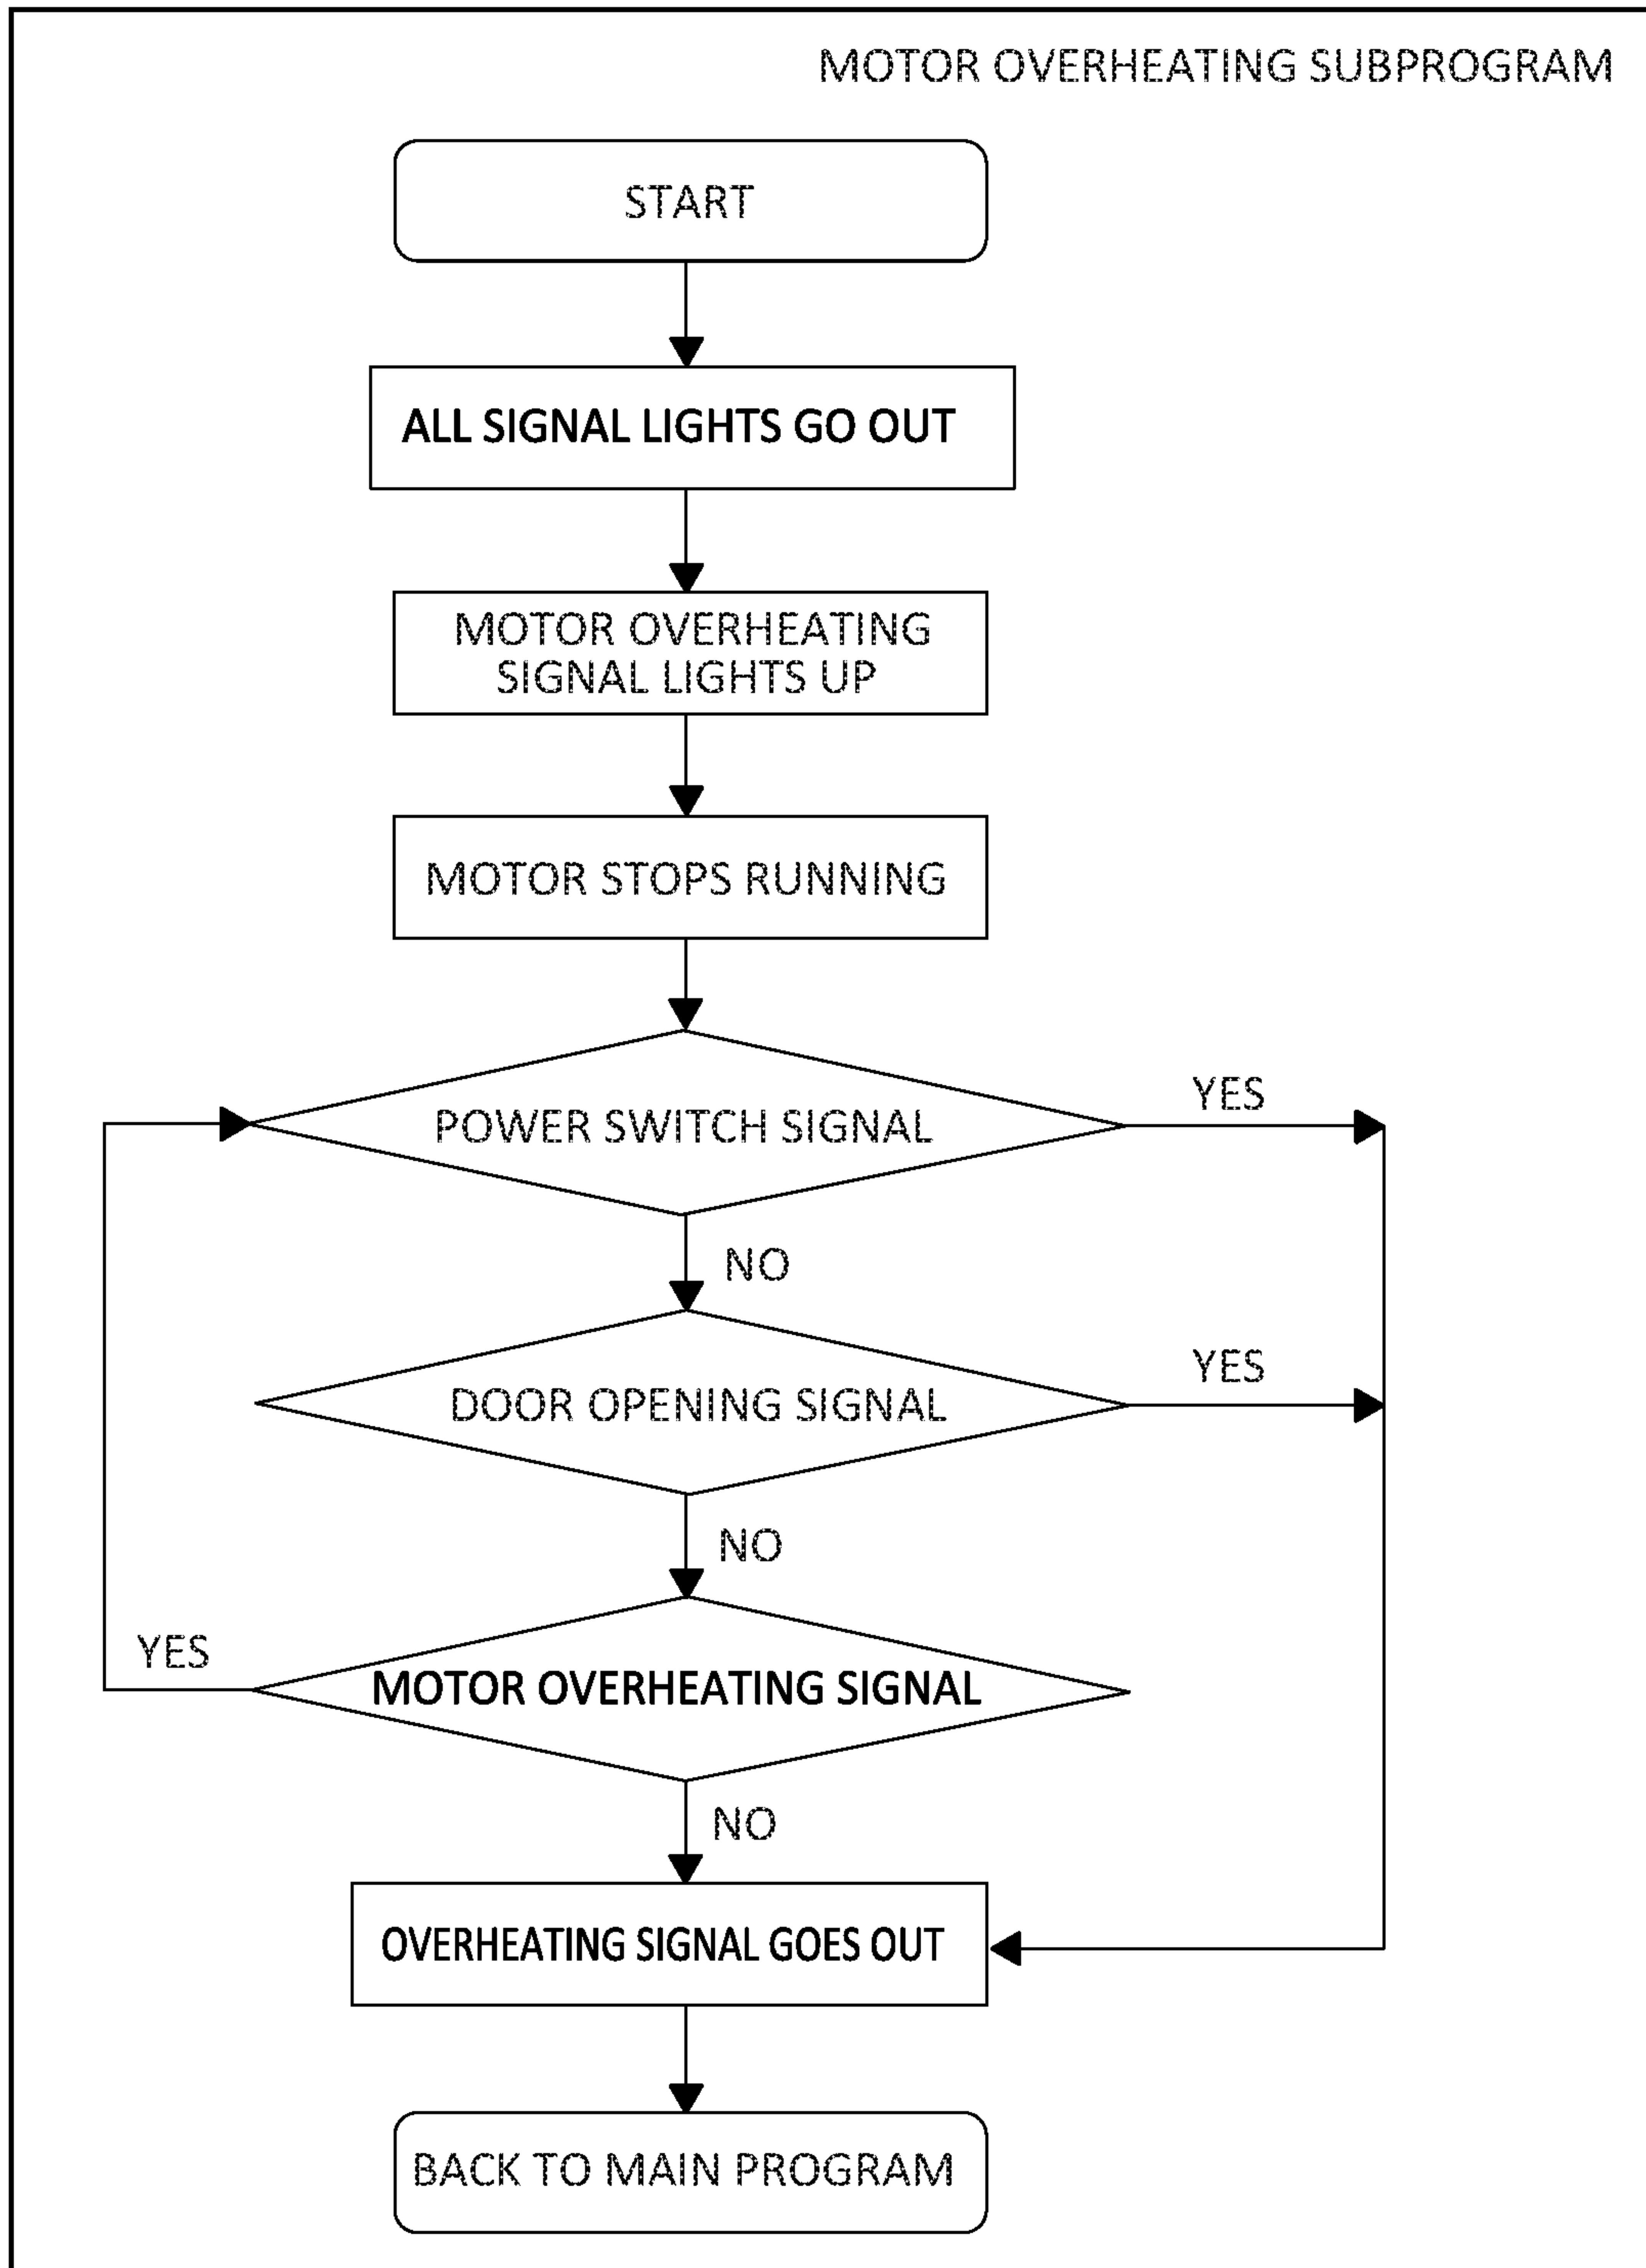 MOTOR OVERHEATING SUBPROGRAM
START
ALL SIGNAL LIGHTS GO OUT
MOTOR OVERHEATING
SIGNAL LIGHTS UP
MOTOR STOPS RUNNING
YES
POWER SWITCH SIGNAL
NO
YES
DOOR OPENING SIGNAL
NO
YES
MOTOR OVERHEATING SIGNAL
NO
OVERHEATING SIGNAL GOES OUT
BACK TO MAIN PROGRAM